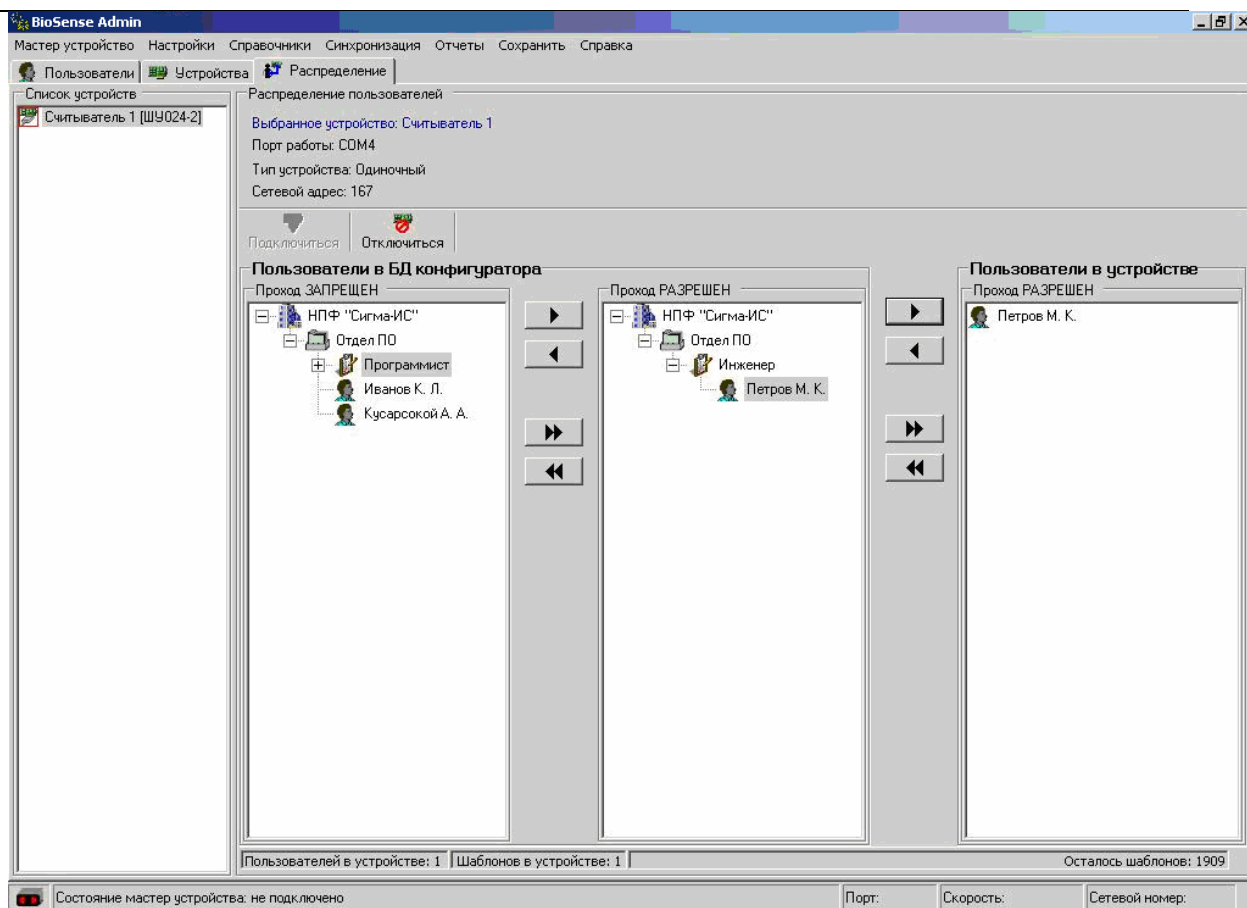 BioSense Admin
Мастер устройство Настройки Справочники Синхронизация Отчеты Сохранить Справка
Пользователи Устройства Распределение
Список устройств
Считыватель 1 [ШУ024-2]
Распределение пользователей
Выбранное устройство: Считыватель 1
Порт работы: COM4
Тип устройства: Одиночный
Сетевой адрес: 167
Подключиться Отключиться
Пользователи в БД конфигуратора
Проход ЗАПРЕЩЕН
НПФ "Сигма-ИС"
Отдел ПО
Программист
Иванов К. Л.
Кусарсокой А. А.
Проход РАЗРЕШЕН
НПФ "Сигма-ИС"
Отдел ПО
Инженер
Петров М. К.
Пользователи в устройстве
Проход РАЗРЕШЕН
Петров М. К.
Пользователей в устройстве: 1 Шаблонов в устройстве: 1 Осталось шаблонов: 1909
Состояние мастер устройства: не подключено Порт: Скорость: Сетевой номер: